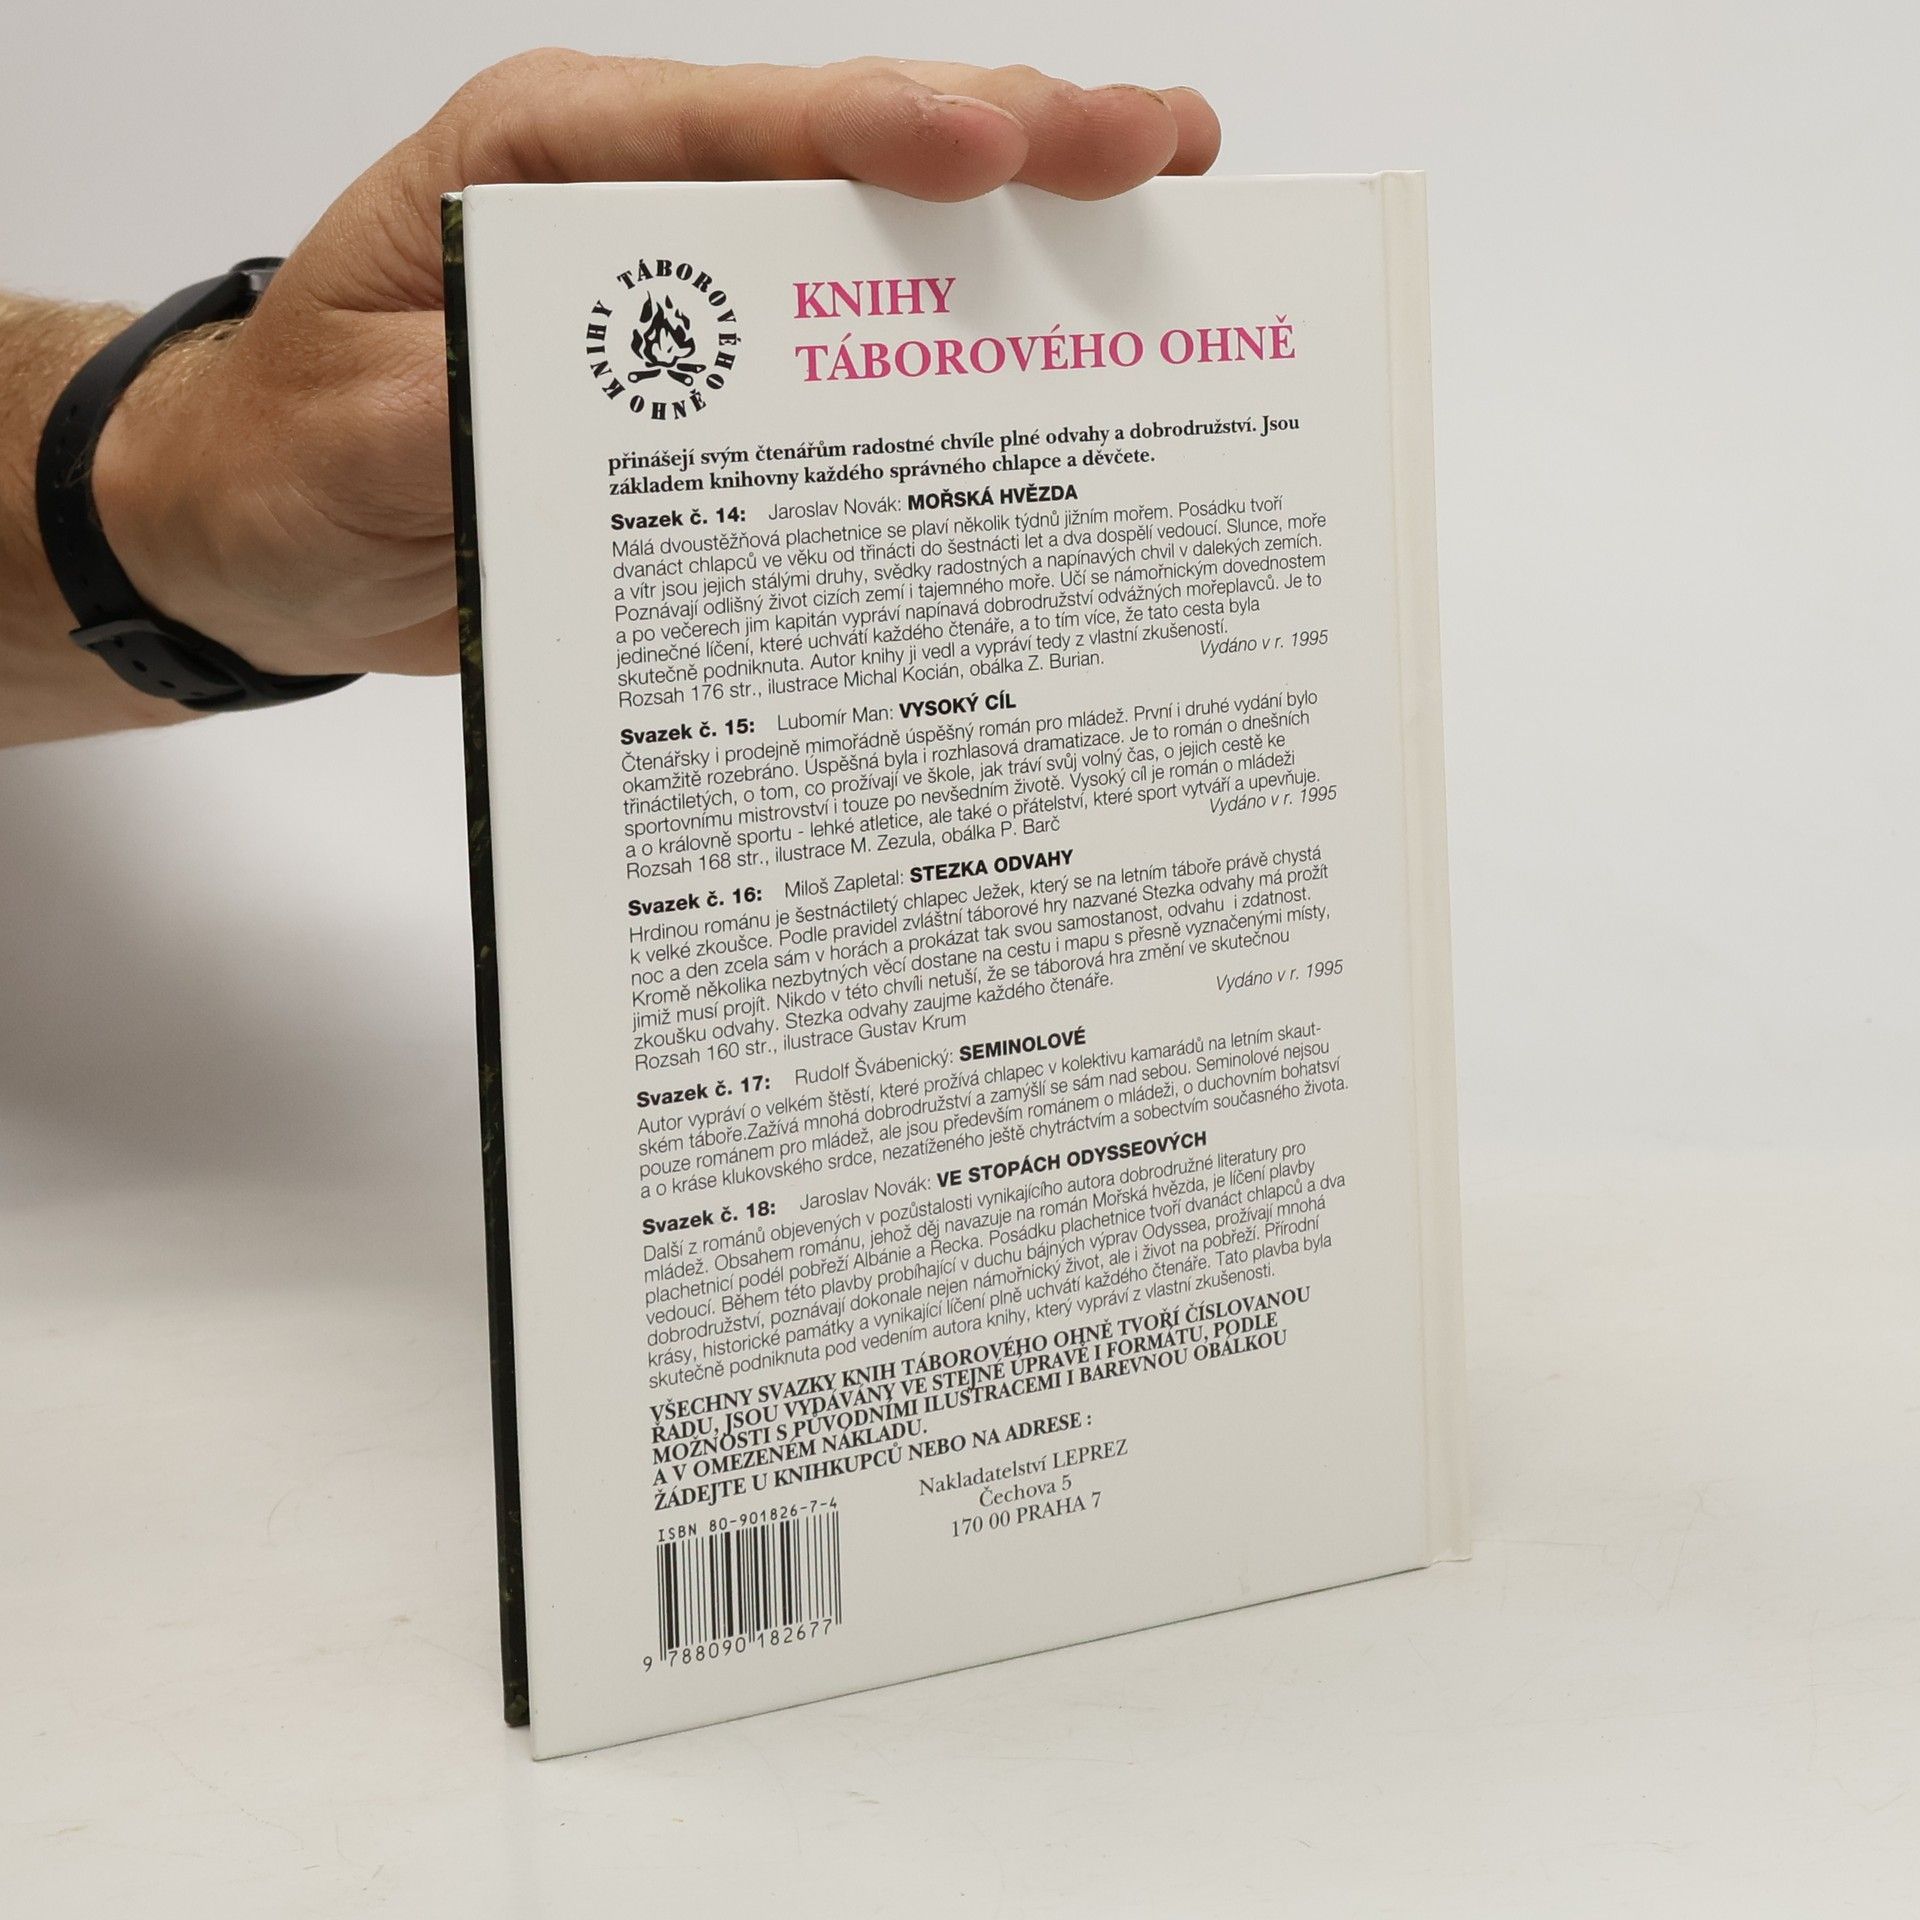 KNIHY TÁBOROVÉHO OHNĚ
KNIHY
TÁBOROVÉHO OHNĚ
přinášejí svým čtenářům radostné chvíle plné odvahy a dobrodružství. Jsou
základem knihovny každého správného chlapce a děvčete.
Svazek č. 14: Jaroslav Novák: MOŘSKÁ HVĚZDA
Málá dvoustěžňová plachetnice se plaví několik týdnů jižním mořem. Posádku tvoří
dvanáct chlapců ve věku od třinácti do šestnácti let a dva dospělí vedoucí. Slunce, moře
a vítr jsou jejich stálými druhy, svědky radostných a napínavých chvil v dalekých zemích.
Poznávají odlišný život cizích zemí i tajemného moře. Učí se námořnickým dovednostem
a po večerech jim kapitán vypráví napínavá dobrodružství odvážných mořeplavců. Je to
jedinečné líčení, které uchvátí každého čtenáře, a to tím více, že tato cesta byla
skutečně podniknuta. Autor knihy ji vedl a vypráví tedy z vlastní zkušeností.
Rozsah 176 str., ilustrace Michal Kocián, obálka Z. Burian. Vydáno v r. 1995
Svazek č. 15: Lubomír Man: VYSOKÝ CÍL
Čtenářsky i prodejně mimořádně úspěšný román pro mládež. První i druhé vydání bylo
okamžitě rozebráno. Úspěšná byla i rozhlasová dramatizace. Je to román o dnešních
třináctiletých, o tom, co prožívají ve škole, jak tráví svůj volný čas, o jejich cestě ke
sportovnímu mistrovství i touze po nevšedním životě. Vysoký cíl je román o mládeži
a o královně sportu - lehké atletice, ale také o přátelství, které sport vytváří a upevňuje.
Rozsah 168 str., ilustrace M. Zezula, obálka P. Barč Vydáno v r. 1995
Svazek č. 16: Miloš Zapletal: STEZKA ODVAHY
Hrdinou románu je šestnáctiletý chlapec Ježek, který se na letním táboře právě chystá
k velké zkoušce. Podle pravidel zvláštní táborové hry nazvané Stezka odvahy má prožít
noc a den zcela sám v horách a prokázat tak svou samostanost, odvahu i zdatnost.
Kromě několika nezbytných věcí dostane na cestu i mapu s přesně vyznačenými místy,
jimiž musí projít. Nikdo v této chvíli netuší, že se táborová hra změní ve skutečnou
zkoušku odvahy. Stezka odvahy zaujme každého čtenáře.
Rozsah 160 str., ilustrace Gustav Krum Vydáno v r. 1995
Svazek č. 17: Rudolf Švábenický: SEMINOLOVÉ
Autor vypráví o velkém štěstí, které prožívá chlapec v kolektivu kamarádů na letním skaut-
ském táboře.Zažívá mnohá dobrodružství a zamýšlí se sám nad sebou. Seminolové nejsou
pouze románem pro mládež, ale jsou především románem o mládeži, o duchovním bohatsví
a o kráse klukovského srdce, nezatíženého ještě chytráctvím a sobectvím současného života.
Svazek č. 18: Jaroslav Novák: VE STOPÁCH ODYSSEOVÝCH
Další z románů objevených v pozůstalosti vynikajícího autora dobrodružné literatury pro
mládež. Obsahem románu, jehož děj navazuje na román Mořská hvězda, je líčení plavby
plachetnicí podél pobřeží Albánie a Řecka. Posádku plachetnice tvoří dvanáct chlapců a dva
vedoucí. Během této plavby probíhající v duchu bájných výprav Odyssea, prožívají mnohá
dobrodružství, poznávají dokonale nejen námořnický život, ale i život na pobřeží. Přírodní
krásy, historické památky a vynikající líčení plně uchvátí každého čtenáře. Tato plavba byla
skutečně podniknuta pod vedením autora knihy, který vypráví z vlastní zkušenosti.
VŠECHNY SVAZKY KNIH TÁBOROVÉHO OHNĚ TVOŘÍ ČÍSLOVANOU
ŘADU, JSOU VYDÁVÁNY VE STEJNÉ ÚPRAVĚ I FORMÁTU, PODLE
MOŽNOSTI S PŮVODNÍMI ILUSTRACEMI I BAREVNOU OBÁLKOU
A V OMEZENÉM NÁKLADU.
ŽÁDEJTE U KNIHKUPCŮ NEBO NA ADRESE :
Nakladatelství LEPREZ
Čechova 5
170 00 PRAHA 7
ISBN 80-901826-7-4
9 788090 182677